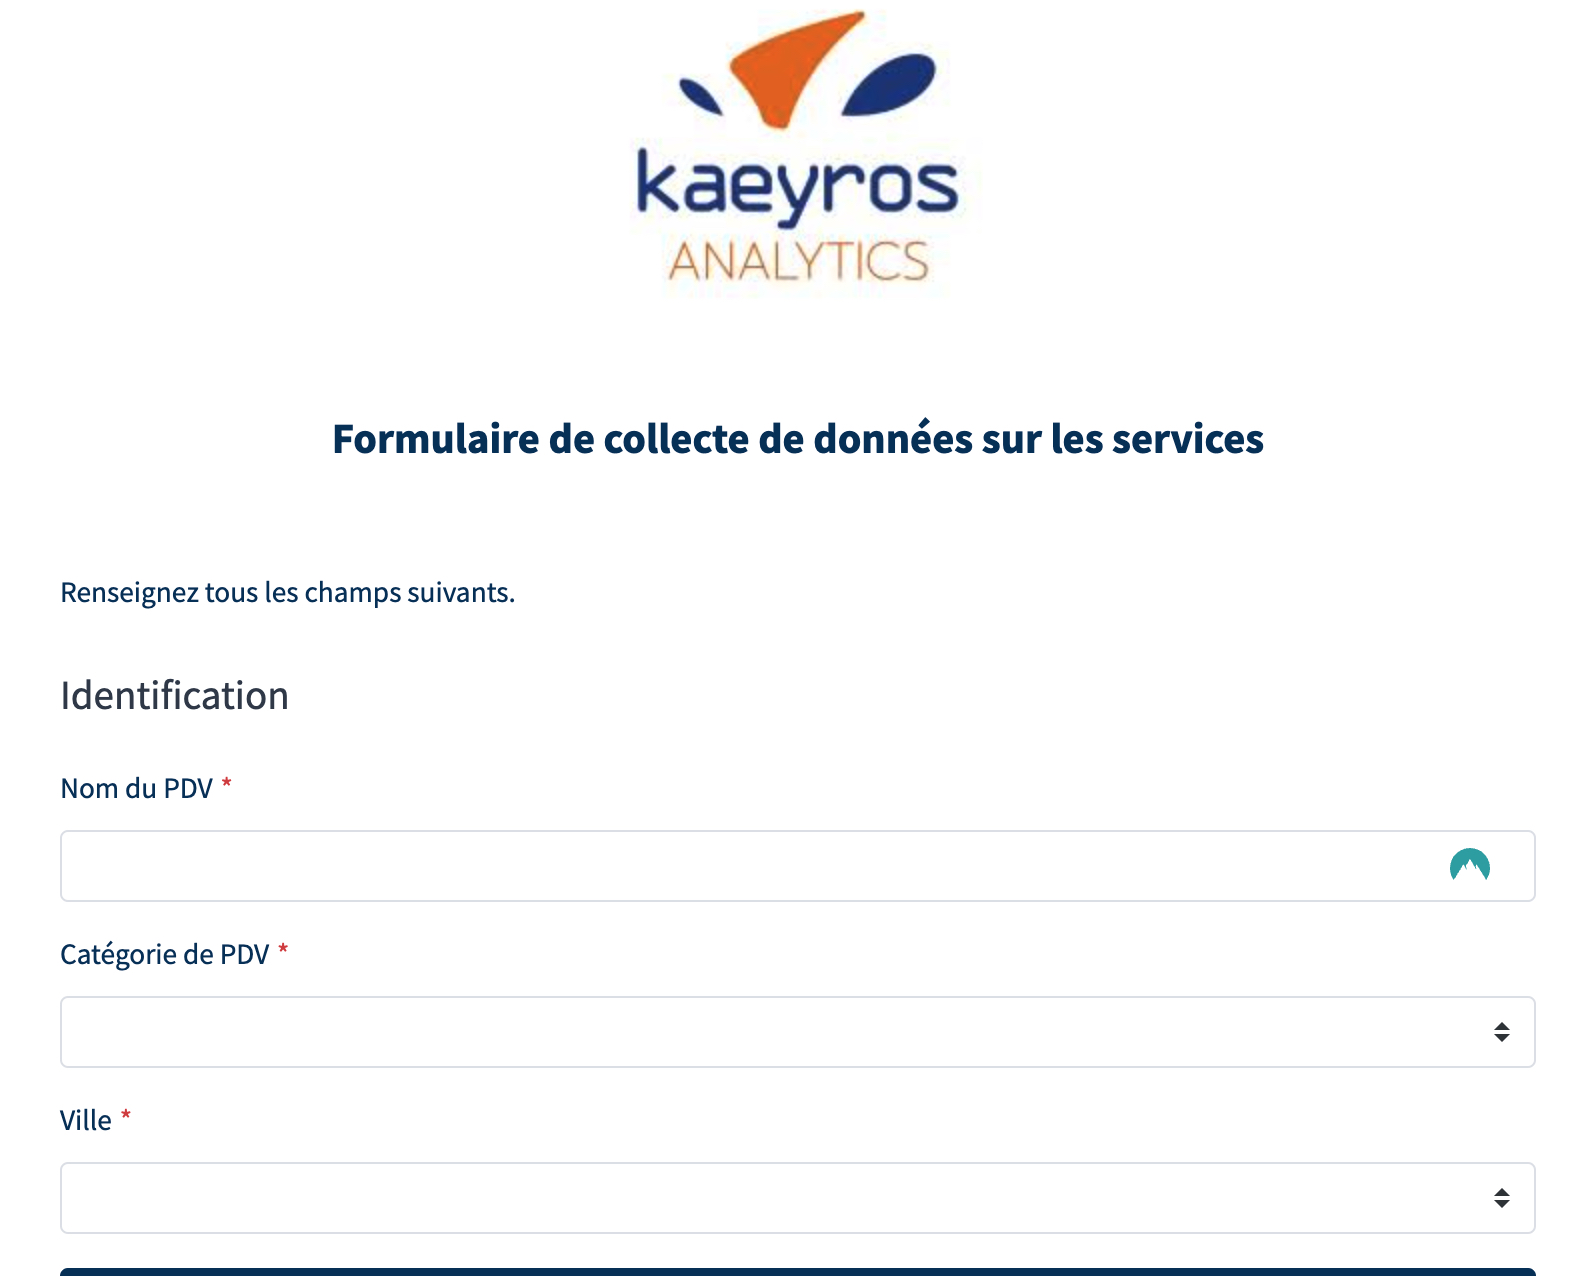 kaeyros
ANALYTICS
Formulaire de collecte de données sur les services
Renseignez tous les champs suivants.
Identification
Nom du PDV *
Catégorie de PDV *
Ville *